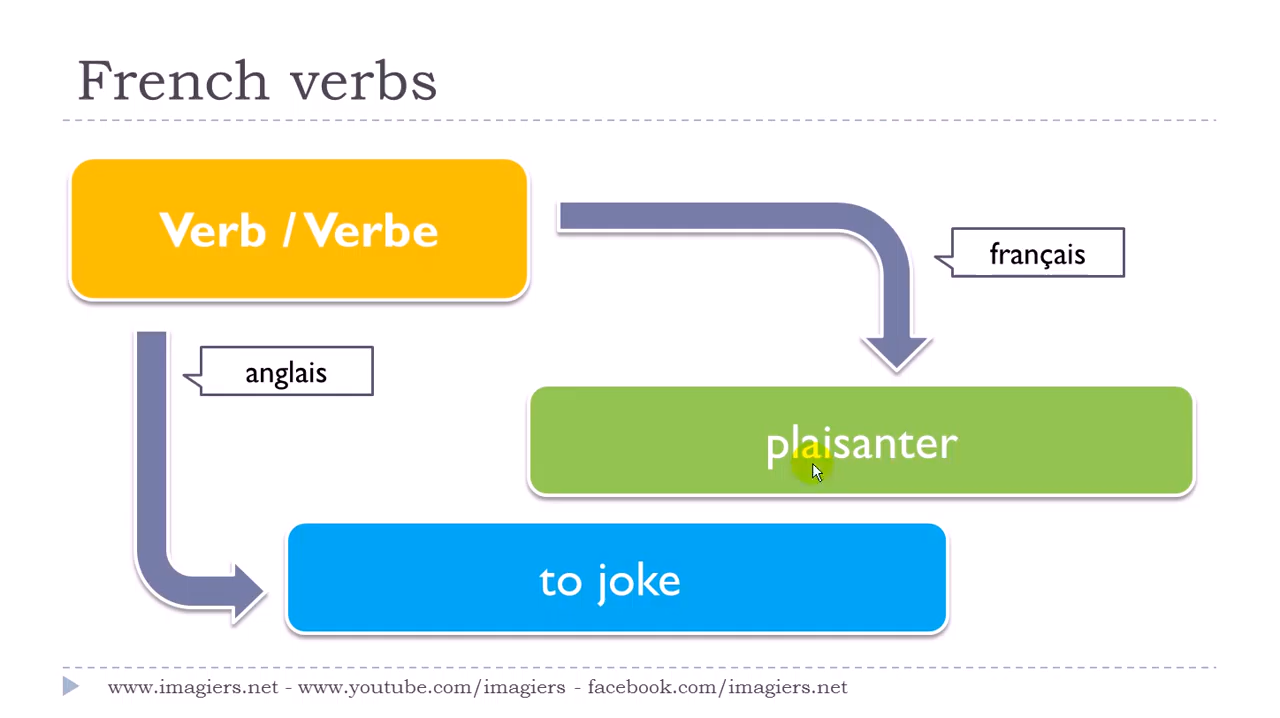 French verbs
Verb / Verbe
français
anglais
plaisanter
to joke
www.imagiers.net - www.youtube.com/imagiers - facebook.com/imagiers.net